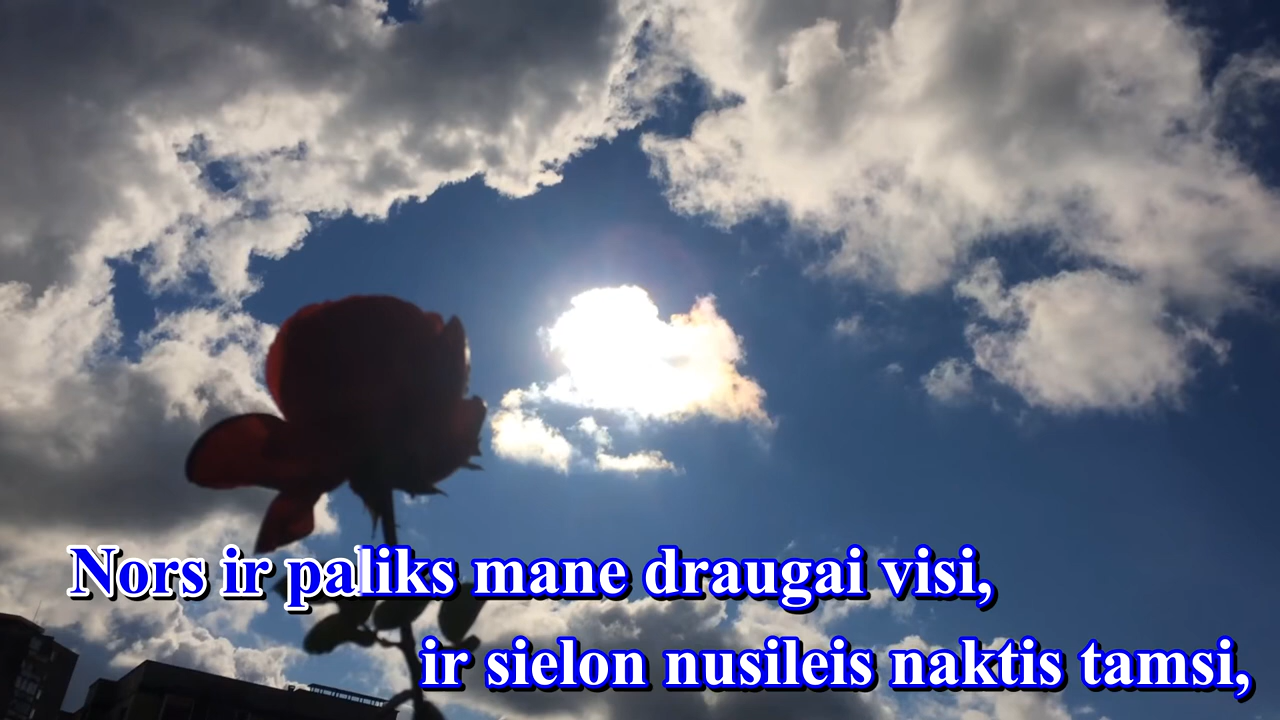 Nors ir paliks mane draugai visi,
ir sielon nusileis naktis tamsi,